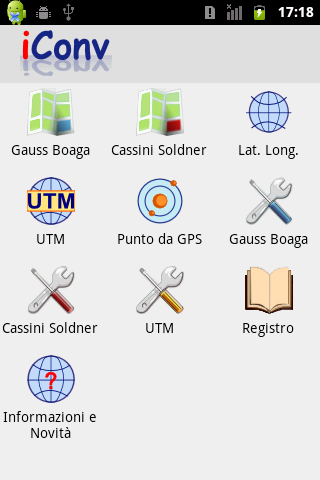 17:18
iConv
Gauss Boaga
Cassini Soldner
Lat. Long.
UTM
UTM
Punto da GPS
Gauss Boaga
Cassini Soldner
UTM
Registro
?
Informazioni e
Novità